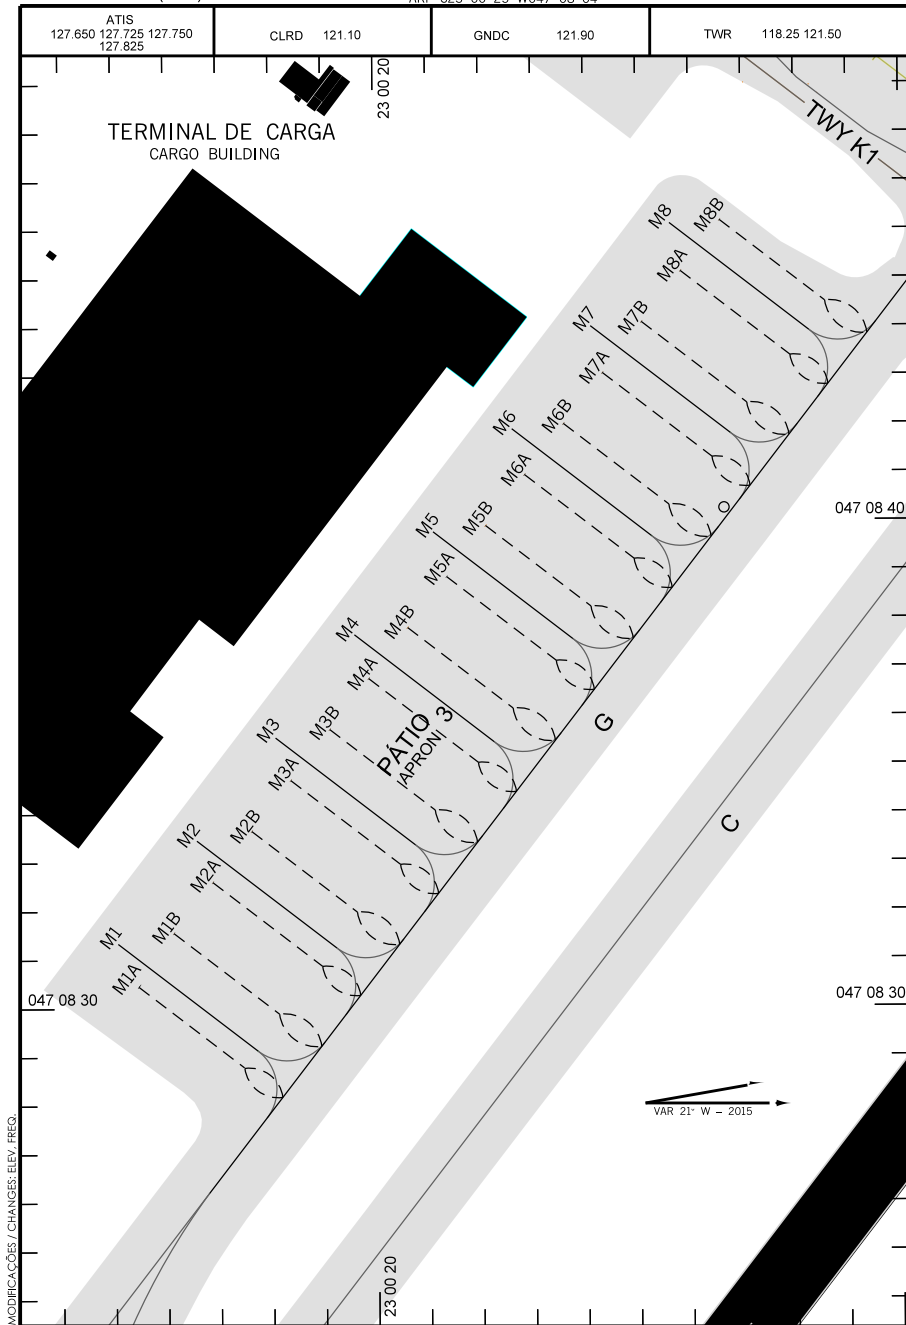 ATIS
127.650 127.725 127.750
127.825
CLRD 121.10
GNDC 121.90
TWR 118.25 121.50
23 00 20
TERMINAL DE CARGA
CARGO BUILDING
TWY K1
M8
M8B
M8A
M7
M7B
M7A
M6
M6B
M6A
M5
M5B
M5A
M4
M4B
M4A
M3
M3B
M3A
M2
M2B
M2A
M1
M1B
M1A
PÁTIO 3
(APRON)
G
C
047 08 40
047 08 30
047 08 30
VAR 21° W – 2015
23 00 20
MODIFICAÇÕES / CHANGES: ELEV, FREQ.